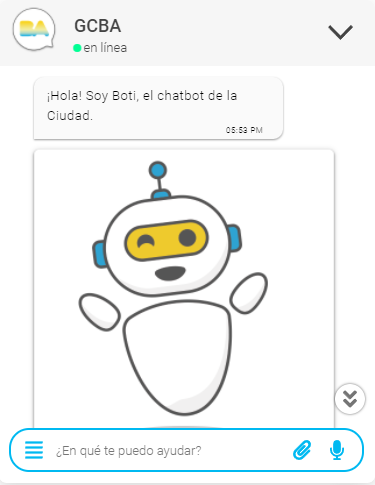 BA
GCBA
en línea
¡Hola! Soy Boti, el chatbot de la
Ciudad.
05:53 PM
¿En qué te puedo ayudar?